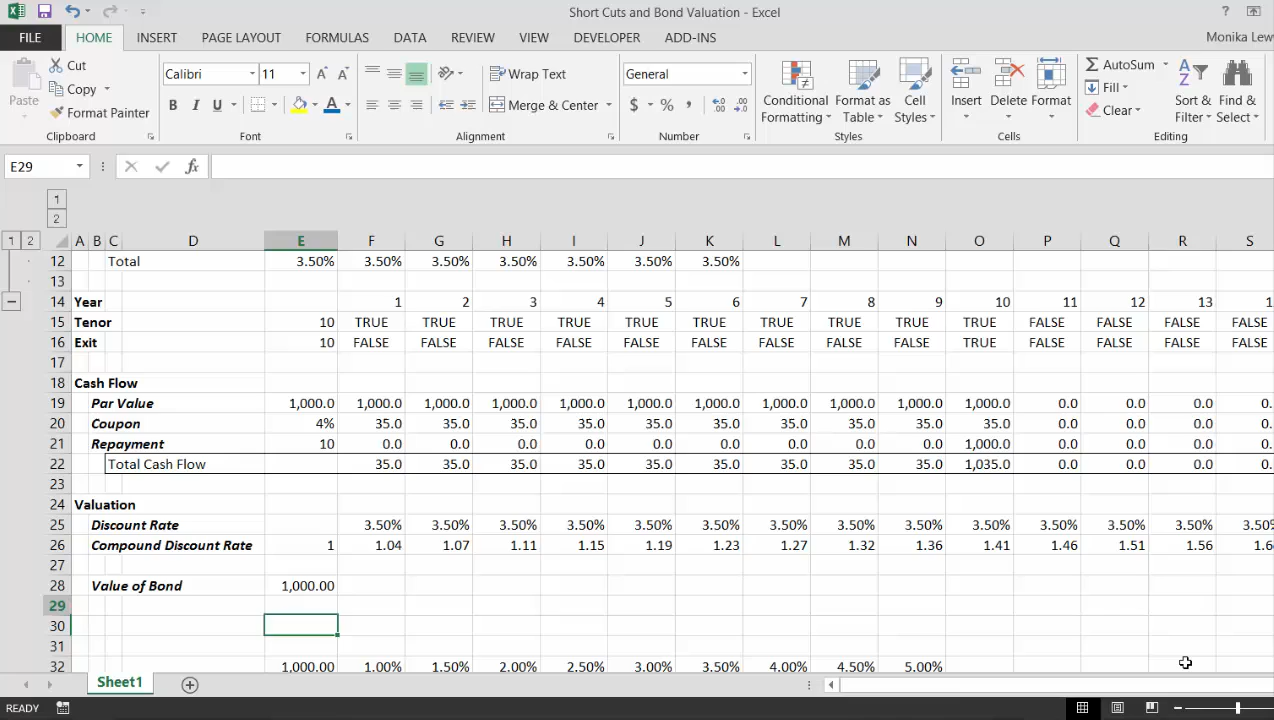 Short Cuts and Bond Valuation - Excel
FILE HOME INSERT PAGE LAYOUT FORMULAS DATA REVIEW VIEW DEVELOPER ADD-INS Monika Lew
Cut
Copy
Format Painter
Paste
Clipboard
Calibri 11
B I U
Font
Wrap Text
Merge & Center
Alignment
General
$ % ,
Number
Conditional Formatting
Format as Table
Cell Styles
Styles
Insert Delete Format
Cells
AutoSum
Fill
Clear
Sort & Filter
Find & Select
Editing
E29 fx
1
2
1 2 A B C D E F G H I J K L M N O P Q R S
12 Total 3.50% 3.50% 3.50% 3.50% 3.50% 3.50% 3.50%
13
14 Year 1 2 3 4 5 6 7 8 9 10 11 12 13 1
15 Tenor 10 TRUE TRUE TRUE TRUE TRUE TRUE TRUE TRUE TRUE TRUE FALSE FALSE FALSE FALSE
16 Exit 10 FALSE FALSE FALSE FALSE FALSE FALSE FALSE FALSE FALSE TRUE FALSE FALSE FALSE FALSE
17
18 Cash Flow
19 Par Value 1,000.0 1,000.0 1,000.0 1,000.0 1,000.0 1,000.0 1,000.0 1,000.0 1,000.0 1,000.0 1,000.0 0.0 0.0 0.0 0.
20 Coupon 4% 35.0 35.0 35.0 35.0 35.0 35.0 35.0 35.0 35.0 35.0 0.0 0.0 0.0 0.
21 Repayment 10 0.0 0.0 0.0 0.0 0.0 0.0 0.0 0.0 0.0 1,000.0 0.0 0.0 0.0 0.
22 Total Cash Flow 35.0 35.0 35.0 35.0 35.0 35.0 35.0 35.0 35.0 1,035.0 0.0 0.0 0.0 0.
23
24 Valuation
25 Discount Rate 3.50% 3.50% 3.50% 3.50% 3.50% 3.50% 3.50% 3.50% 3.50% 3.50% 3.50% 3.50% 3.50% 3.50
26 Compound Discount Rate 1 1.04 1.07 1.11 1.15 1.19 1.23 1.27 1.32 1.36 1.41 1.46 1.51 1.56 1.6
27
28 Value of Bond 1,000.00
29
30
31
32 1,000.00 1.00% 1.50% 2.00% 2.50% 3.00% 3.50% 4.00% 4.50% 5.00%
Sheet1
READY